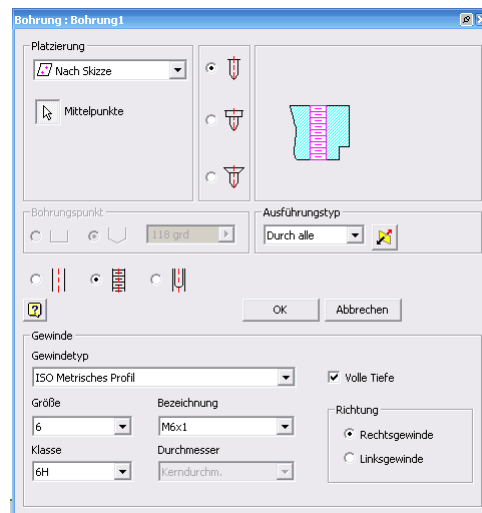 Bohrung : Bohrung1
Platzierung
Nach Skizze
Mittelpunkte
Bohrungspunkt
118 grd
Ausführungstyp
Durch alle
OK
Abbrechen
Gewinde
Gewindetyp
ISO Metrisches Profil
Volle Tiefe
Größe
Bezeichnung
6
M6x1
Richtung
Rechtsgewinde
Linksgewinde
Klasse
Durchmesser
6H
Kerndurchm.